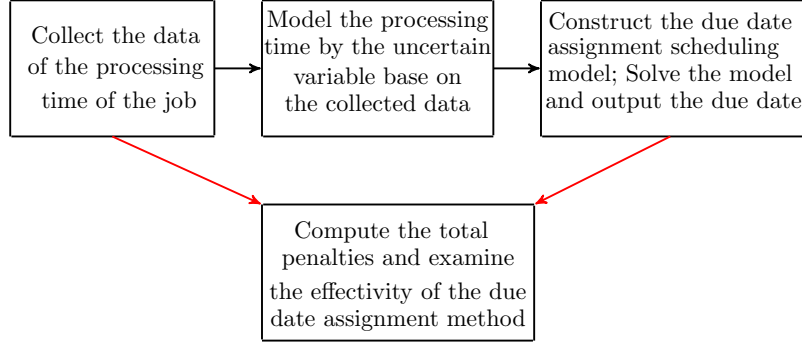 Collect the data
of the processing
time of the job
Model the processing
time by the uncertain
variable base on
the collected data
Construct the due date
assignment scheduling
model; Solve the model
and output the due date
Compute the total
penalties and examine
the effectivity of the due
date assignment method